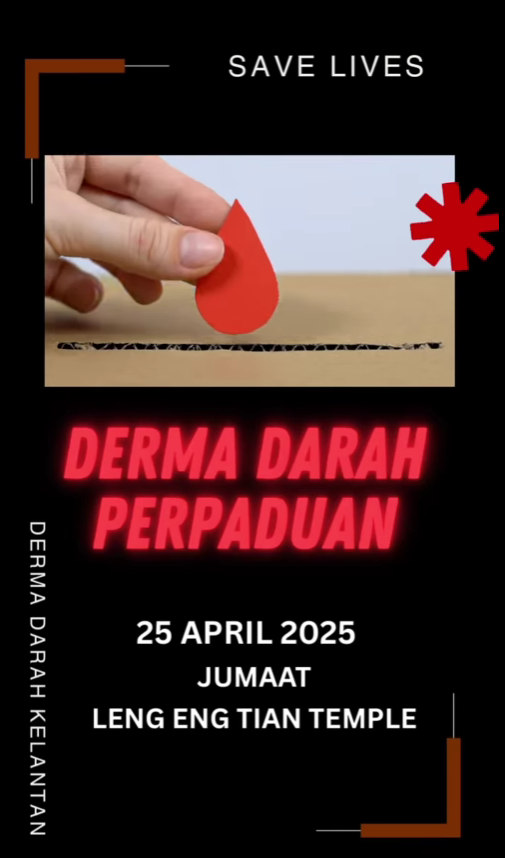 SAVE LIVES
DERMA DARAH
PERPADUAN
DERMA DARAH KELANTAN
25 APRIL 2025
JUMAAT
LENG ENG TIAN TEMPLE